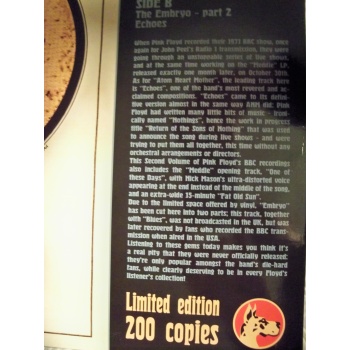 SIDE B
The Embryo - part 2
Echoes
When Pink Floyd recorded their 1971 BBC show, once
again for John Peel's Radio 1 transmission, they were
going through an uncountable series of live shows,
and at the same time working on the "Meddle" LP,
released exactly one month later, on October 30th.
As for "Atom Heart Mother", the leading track here
is "Echoes", one of the band's most revered and ac-
claimed compositions. "Echoes" came to its defini-
tive version almost in the same way AHM did: Pink
Floyd had written many little bits of music - ironi-
cally named "Nothings", hence the work in progress
title "Return of the Sons of Nothing" that was used
to announce the song during live shows - and were
trying to put them all together, this time without any
orchestral arrangements or directors.
This Second Volume of Pink Floyd's BBC recordings
also includes the "Meddle" opening track, "One of
these Days", with Nick Mason's ultra-distorted voice
appearing at the end instead of the middle of the song,
and an extra-wide 15-minute "Fat Old Sun".
Due to the limited space offered by vinyl, "Embryo"
has been cut here into two parts; this track, together
with "Blues", was not broadcasted in the UK, but was
later recovered by fans who recorded the BBC trans-
mission when aired in the USA.
Listening to these gems today makes you think it's
a real pity that they were never officially released:
they're only popular amongst the band's die-hard
fans, while clearly deserving to be in every Floyd's
listener's collection!
Limited edition
200 copies